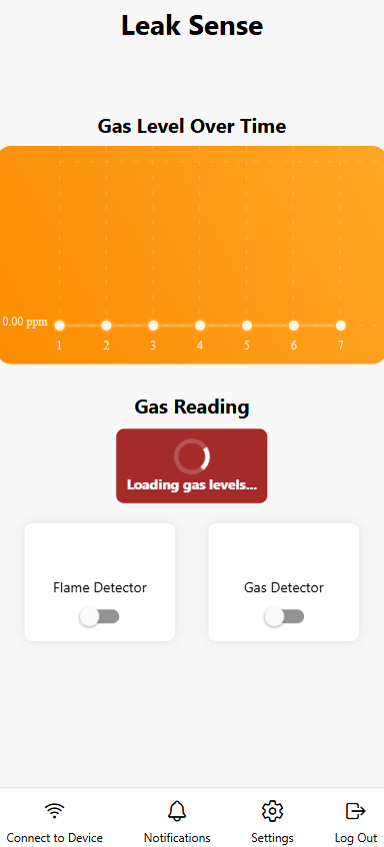 Leak Sense
Gas Level Over Time
0.00 ppm
1 2 3 4 5 6 7
Gas Reading
Loading gas levels...
Flame Detector Gas Detector
Connect to Device Notifications Settings Log Out